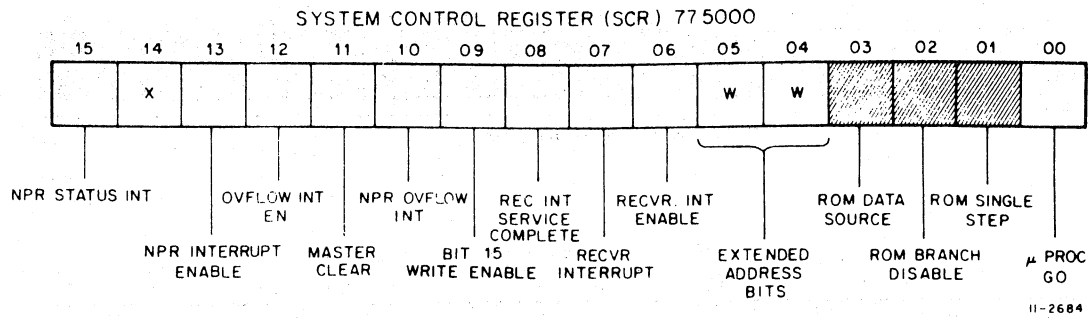 SYSTEM CONTROL REGISTER (SCR) 775000
15 14 13 12 11 10 09 08 07 06 05 04 03 02 01 00
X W W
NPR STATUS INT
OVFLOW INT
EN
NPR OVFLOW
INT
REC INT
SERVICE
COMPLETE
RECVR. INT
ENABLE
ROM DATA
SOURCE
ROM SINGLE
STEP
NPR INTERRUPT
ENABLE
MASTER
CLEAR
BIT 15
WRITE ENABLE
RECVR
INTERRUPT
EXTENDED
ADDRESS
BITS
ROM BRANCH
DISABLE
μ PROC
GO
11-2684